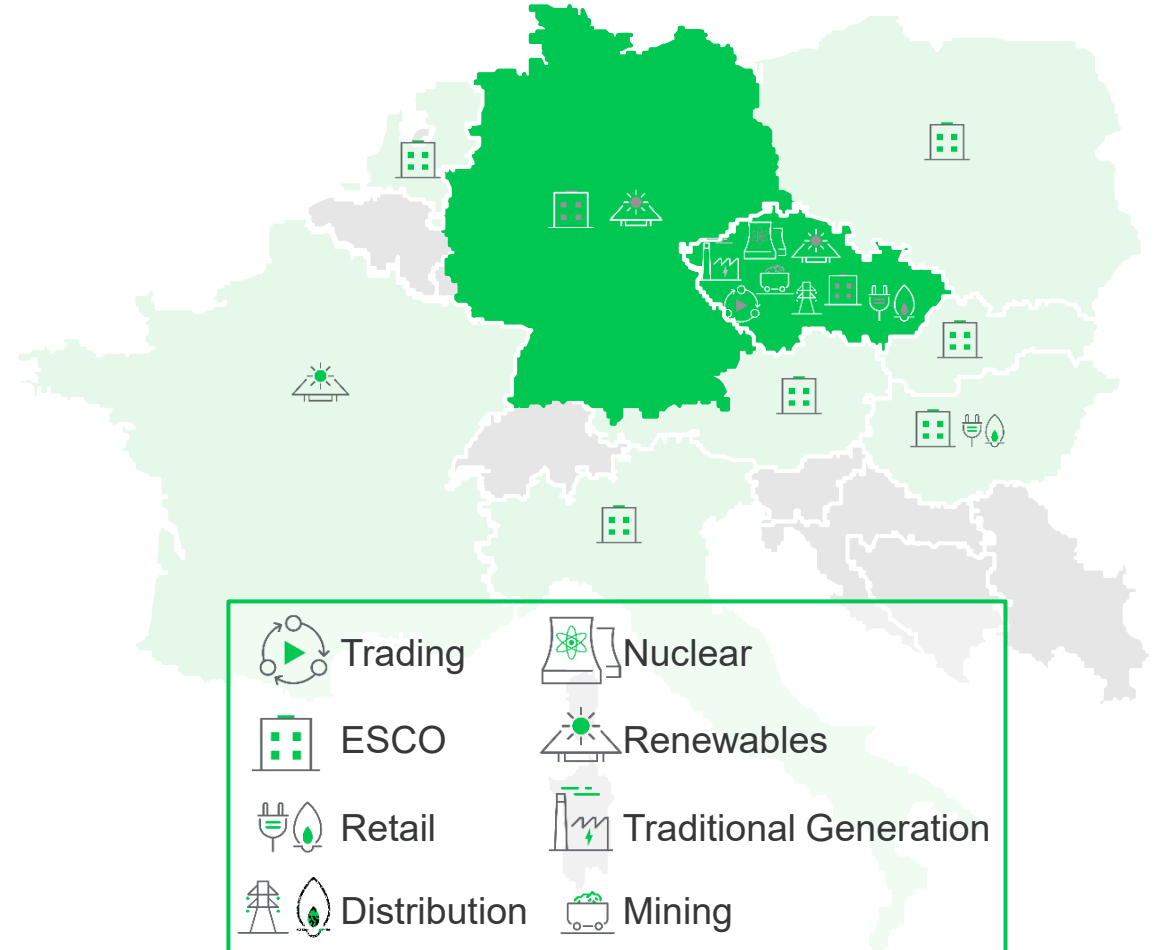 Trading
Nuclear
ESCO
Renewables
Retail
Traditional Generation
Distribution
Mining